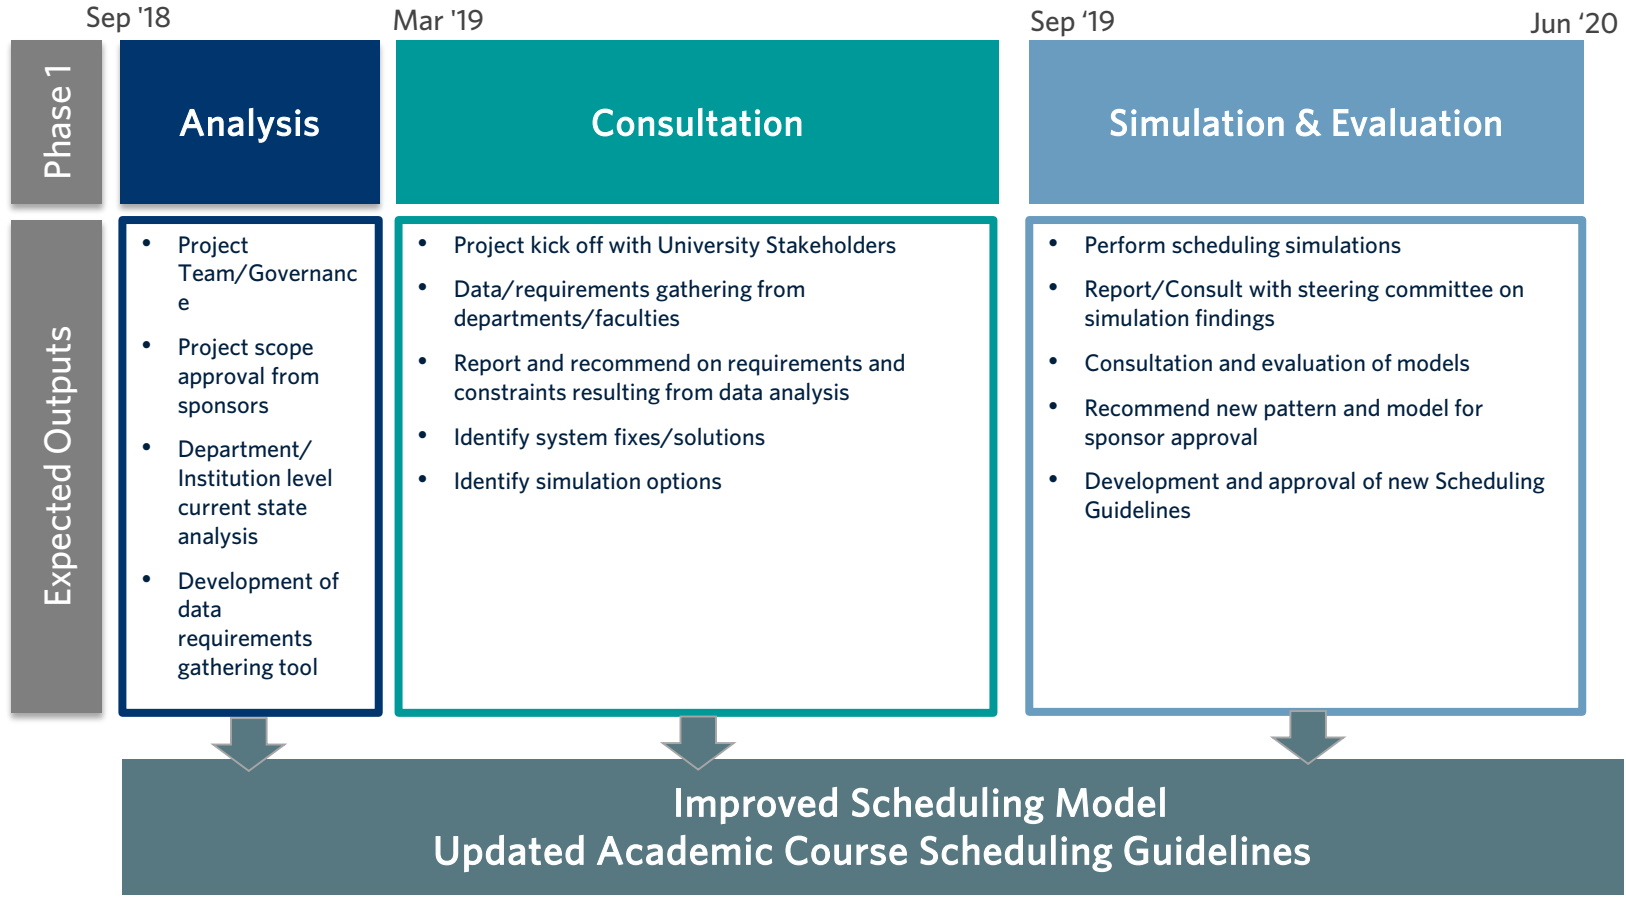 Sep '18
Mar '19
Sep ‘19
Jun ‘20
Phase 1
Analysis
Consultation
Simulation & Evaluation
Expected Outputs
• Project
Team/Governanc
e
• Project scope
approval from
sponsors
• Department/
Institution level
current state
analysis
• Development of
data
requirements
gathering tool
• Project kick off with University Stakeholders
• Data/requirements gathering from
departments/faculties
• Report and recommend on requirements and
constraints resulting from data analysis
• Identify system fixes/solutions
• Identify simulation options
• Perform scheduling simulations
• Report/Consult with steering committee on
simulation findings
• Consultation and evaluation of models
• Recommend new pattern and model for
sponsor approval
• Development and approval of new Scheduling
Guidelines
Improved Scheduling Model
Updated Academic Course Scheduling Guidelines